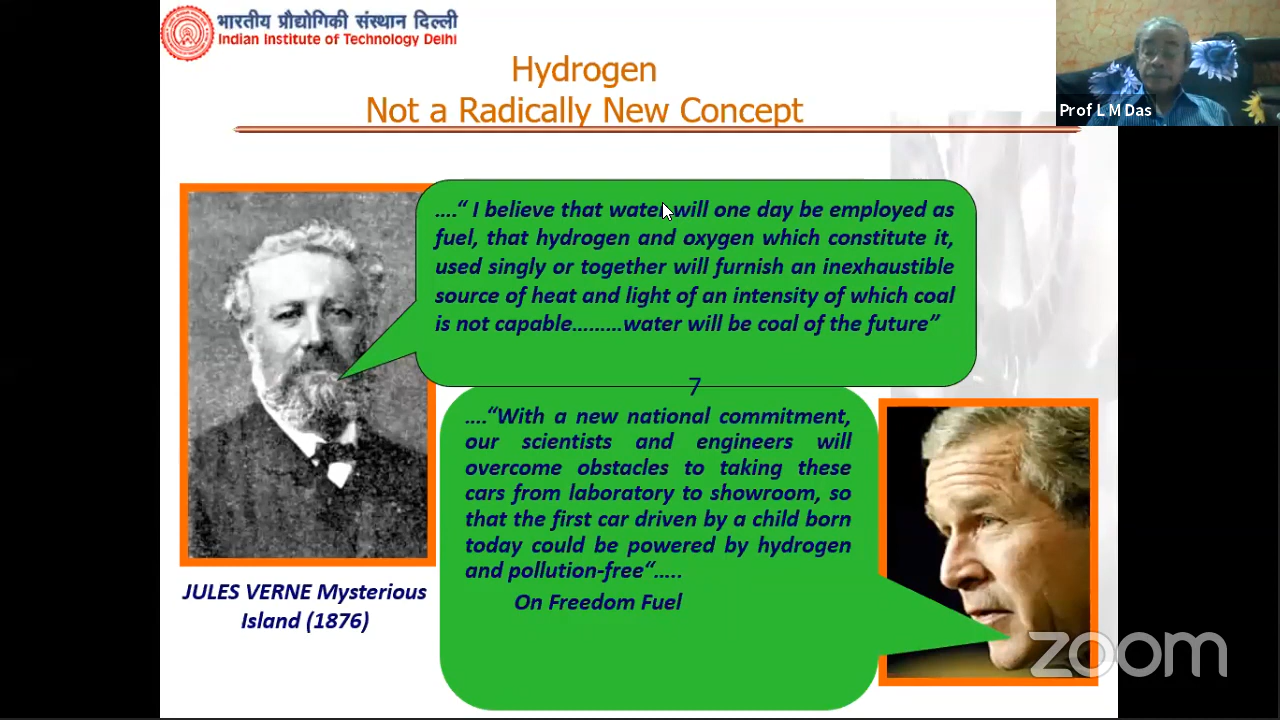 भारतीय प्रौद्योगिकी संस्थान दिल्ली
Indian Institute of Technology Delhi
Prof L M Das
Hydrogen
Not a Radically New Concept
....“ I believe that water will one day be employed as
fuel, that hydrogen and oxygen which constitute it,
used singly or together will furnish an inexhaustible
source of heat and light of an intensity of which coal
is not capable………water will be coal of the future”
7
....“With a new national commitment,
our scientists and engineers will
overcome obstacles to taking these
cars from laboratory to showroom, so
that the first car driven by a child born
today could be powered by hydrogen
and pollution-free“.....
On Freedom Fuel
JULES VERNE Mysterious
Island (1876)
zoom